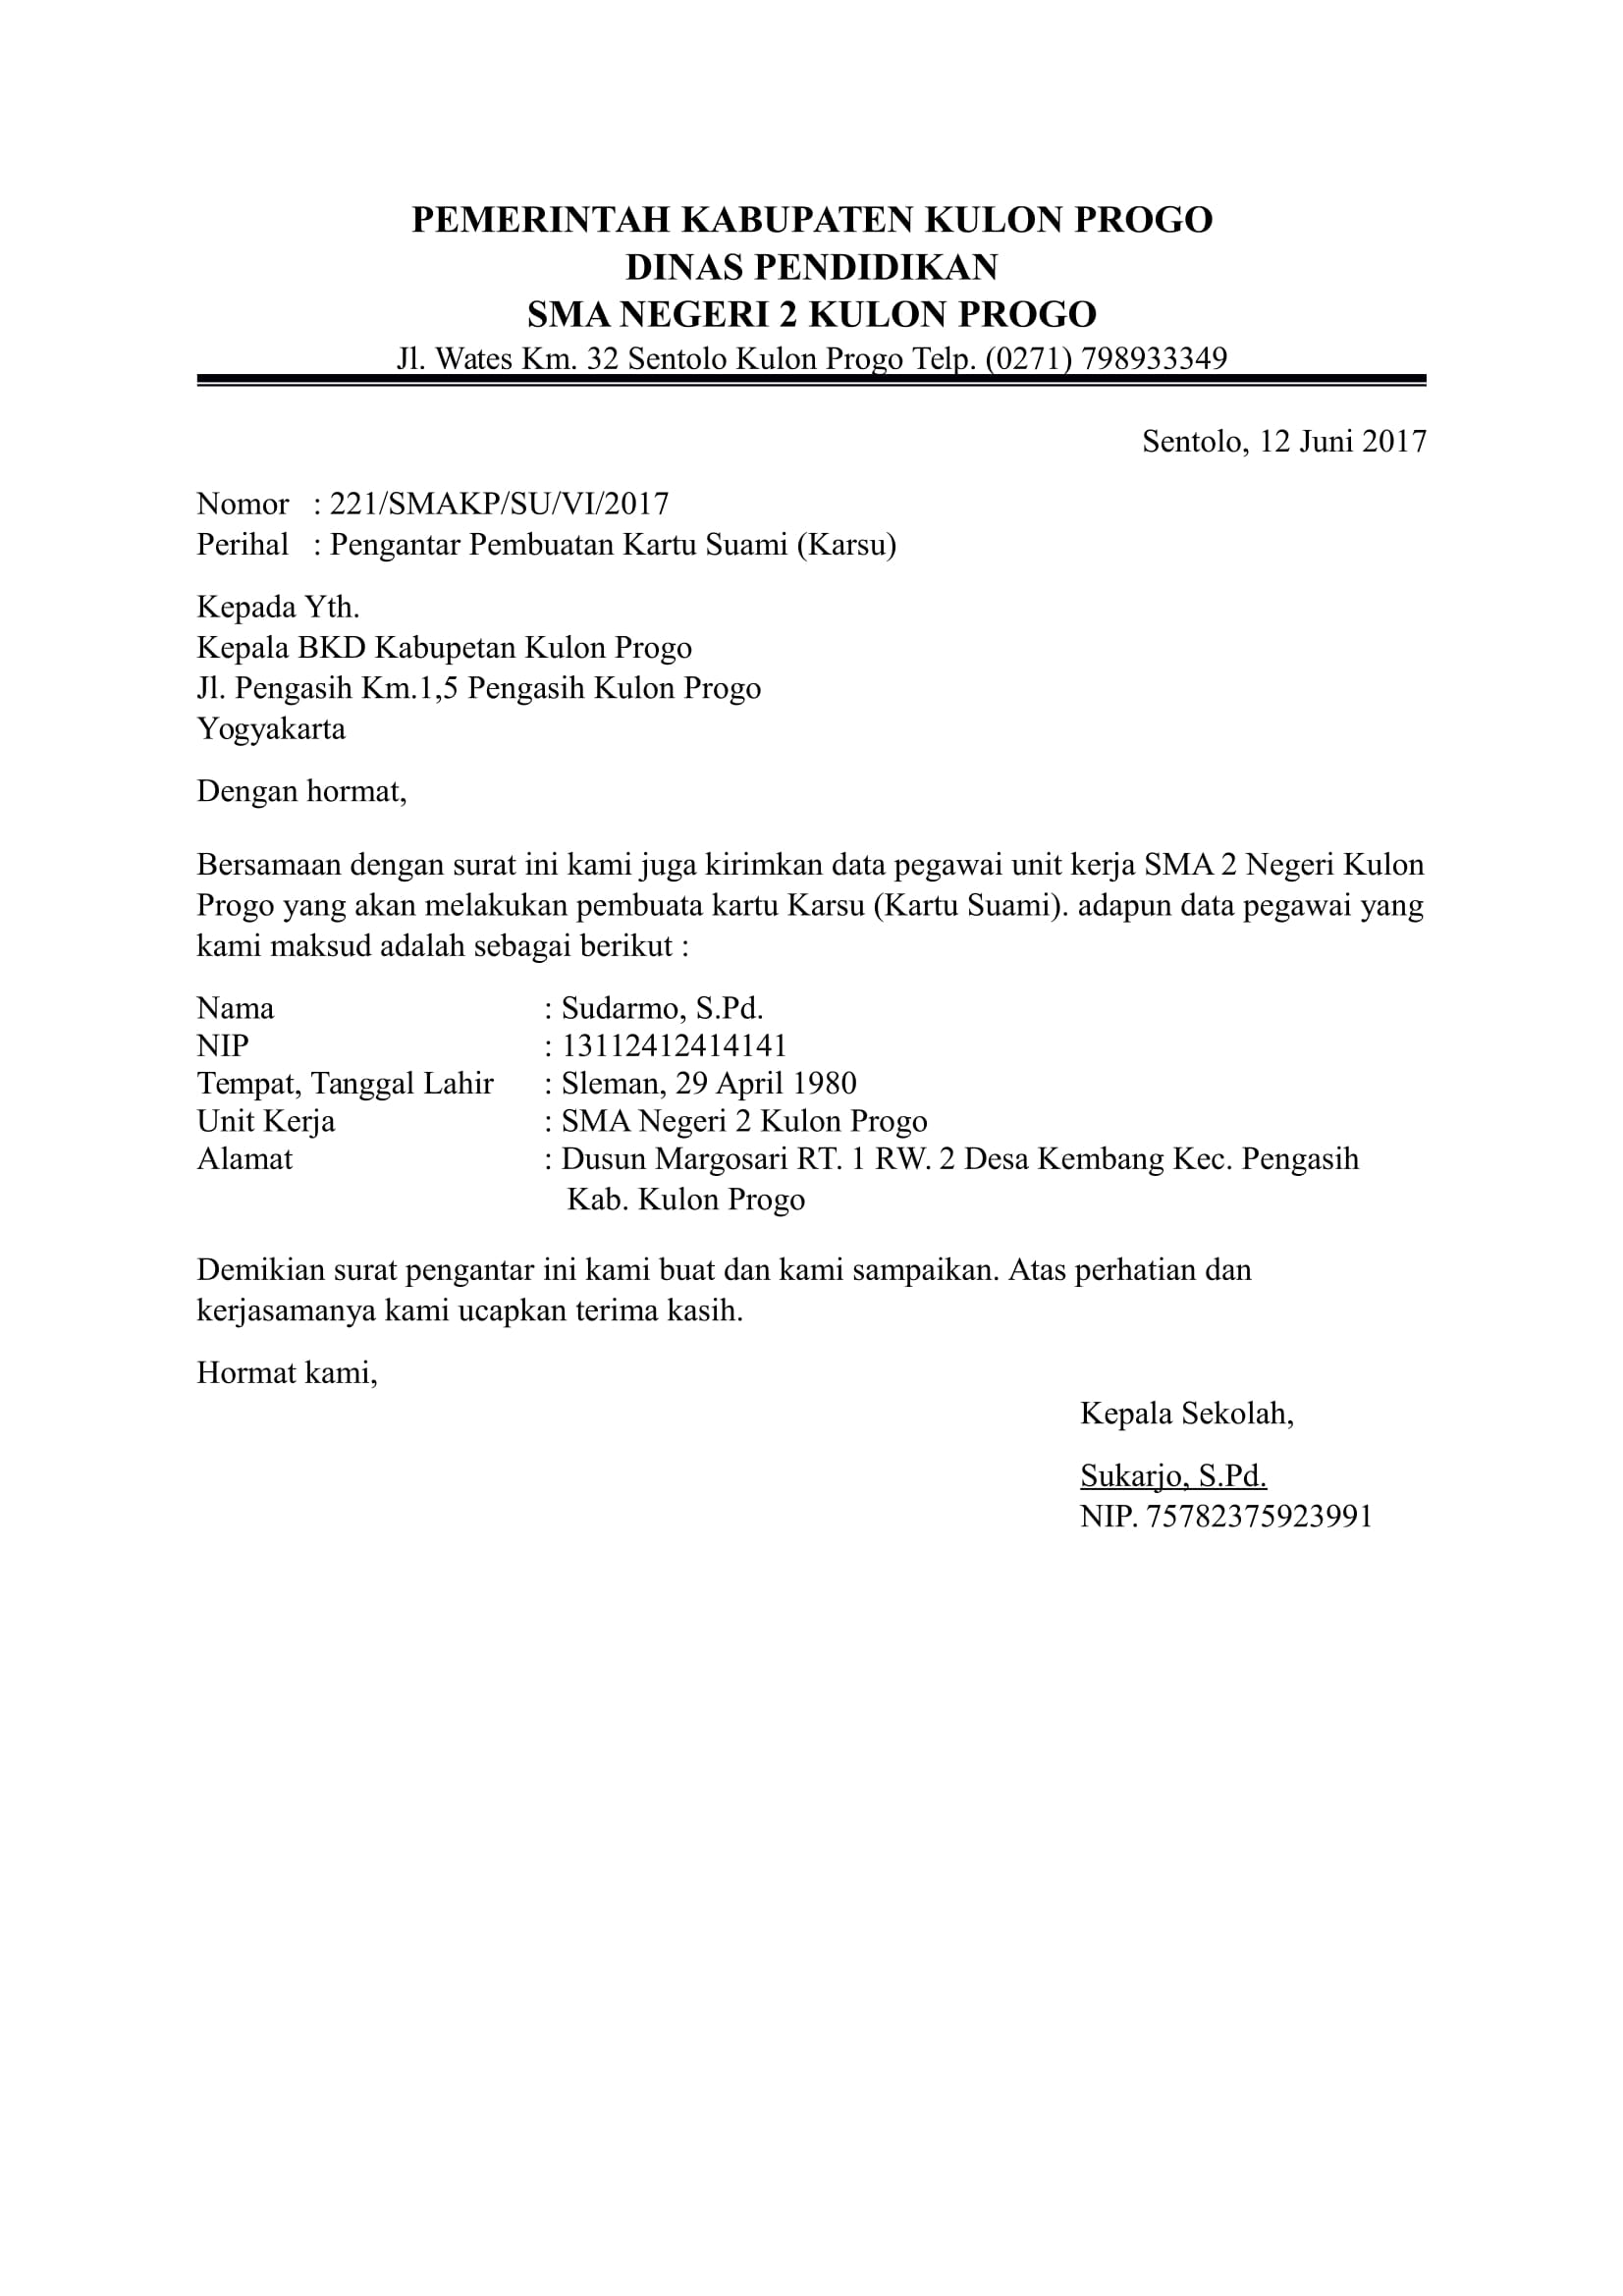 PEMERINTAH KABUPATEN KULON PROGO
DINAS PENDIDIKAN
SMA NEGERI 2 KULON PROGO
Jl. Wates Km. 32 Sentolo Kulon Progo Telp. (0271) 798933349
Sentolo, 12 Juni 2017
Nomor : 221/SMAKP/SU/VI/2017
Perihal : Pengantar Pembuatan Kartu Suami (Karsu)
Kepada Yth.
Kepala BKD Kabupetan Kulon Progo
Jl. Pengasih Km.1,5 Pengasih Kulon Progo
Yogyakarta
Dengan hormat,
Bersamaan dengan surat ini kami juga kirimkan data pegawai unit kerja SMA 2 Negeri Kulon
Progo yang akan melakukan pembuata kartu Karsu (Kartu Suami). adapun data pegawai yang
kami maksud adalah sebagai berikut :
Nama : Sudarmo, S.Pd.
NIP : 13112412414141
Tempat, Tanggal Lahir : Sleman, 29 April 1980
Unit Kerja : SMA Negeri 2 Kulon Progo
Alamat : Dusun Margosari RT. 1 RW. 2 Desa Kembang Kec. Pengasih
Kab. Kulon Progo
Demikian surat pengantar ini kami buat dan kami sampaikan. Atas perhatian dan
kerjasamanya kami ucapkan terima kasih.
Hormat kami,
Kepala Sekolah,
Sukarjo, S.Pd.
NIP. 75782375923991